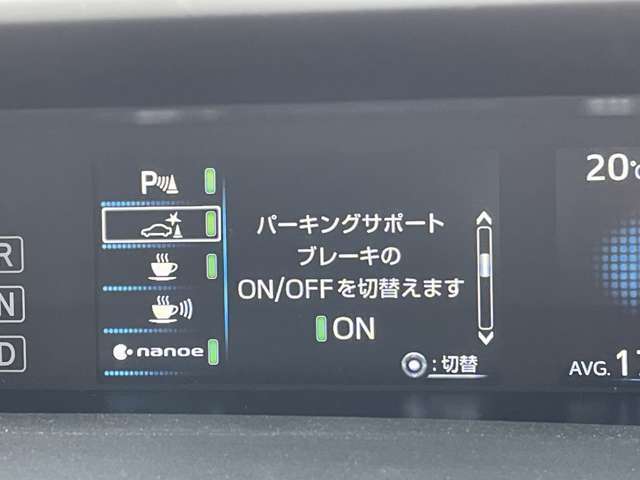 P
nanoe
パーキングサポート
ブレーキの
ON/OFFを切替えます
ON
:切替
R
N
D
20°C
AVG.